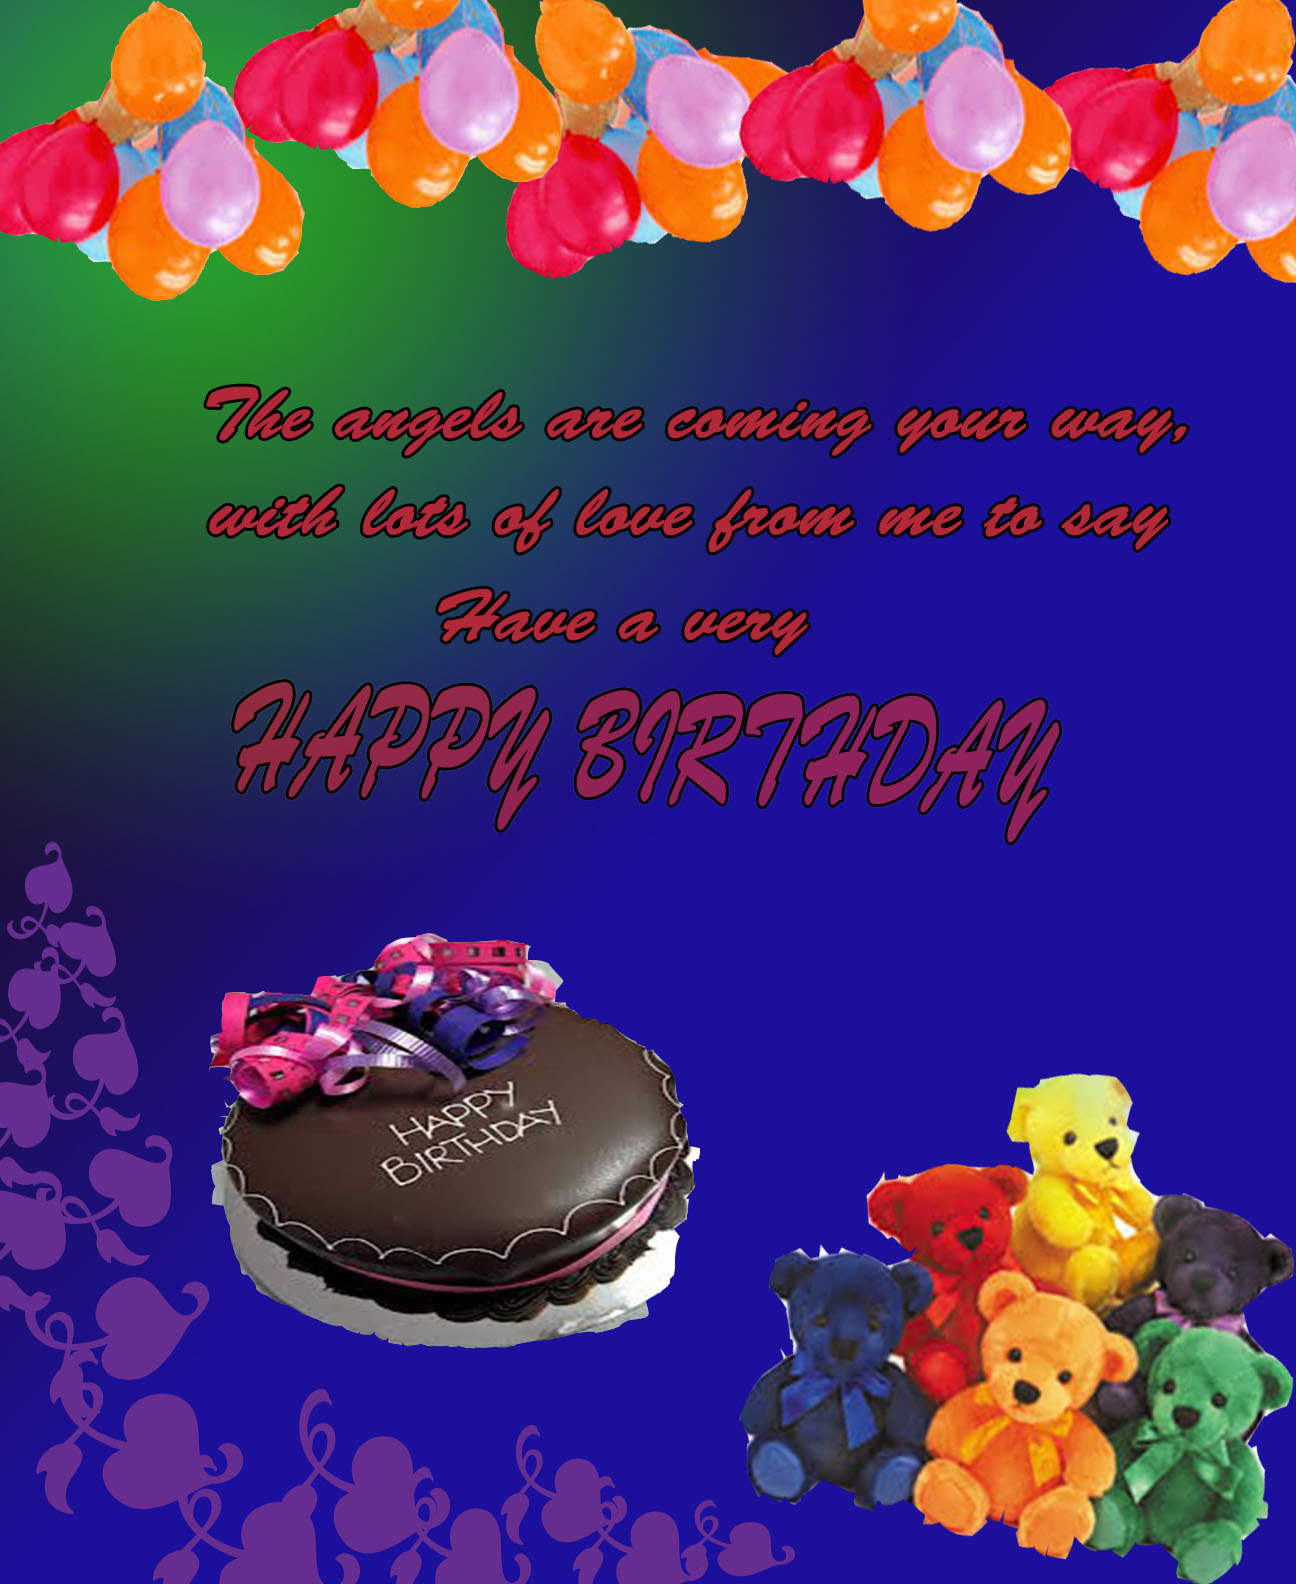 The angels are coming your way,
with lots of love from me to say
Have a very
HAPPY BIRTHDAY
HAPPY
BIRTHDAY